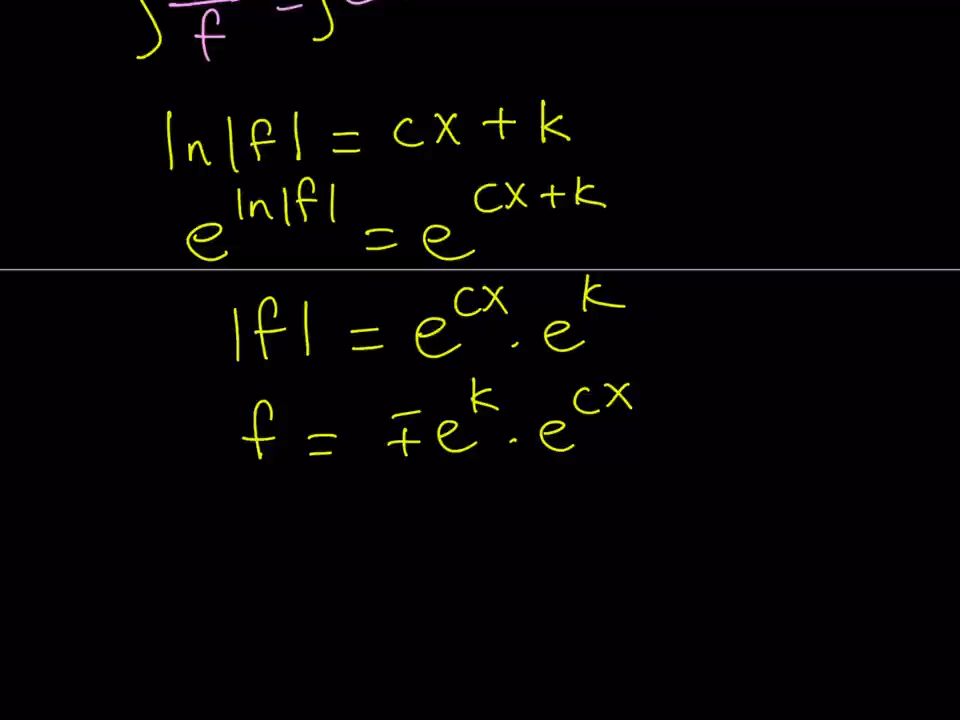 ∫ / f = ∫
ln|f| = cx + k
e^{ln|f|} = e^{cx+k}
|f| = e^{cx} · e^{k}
f = ∓e^{k} · e^{cx}